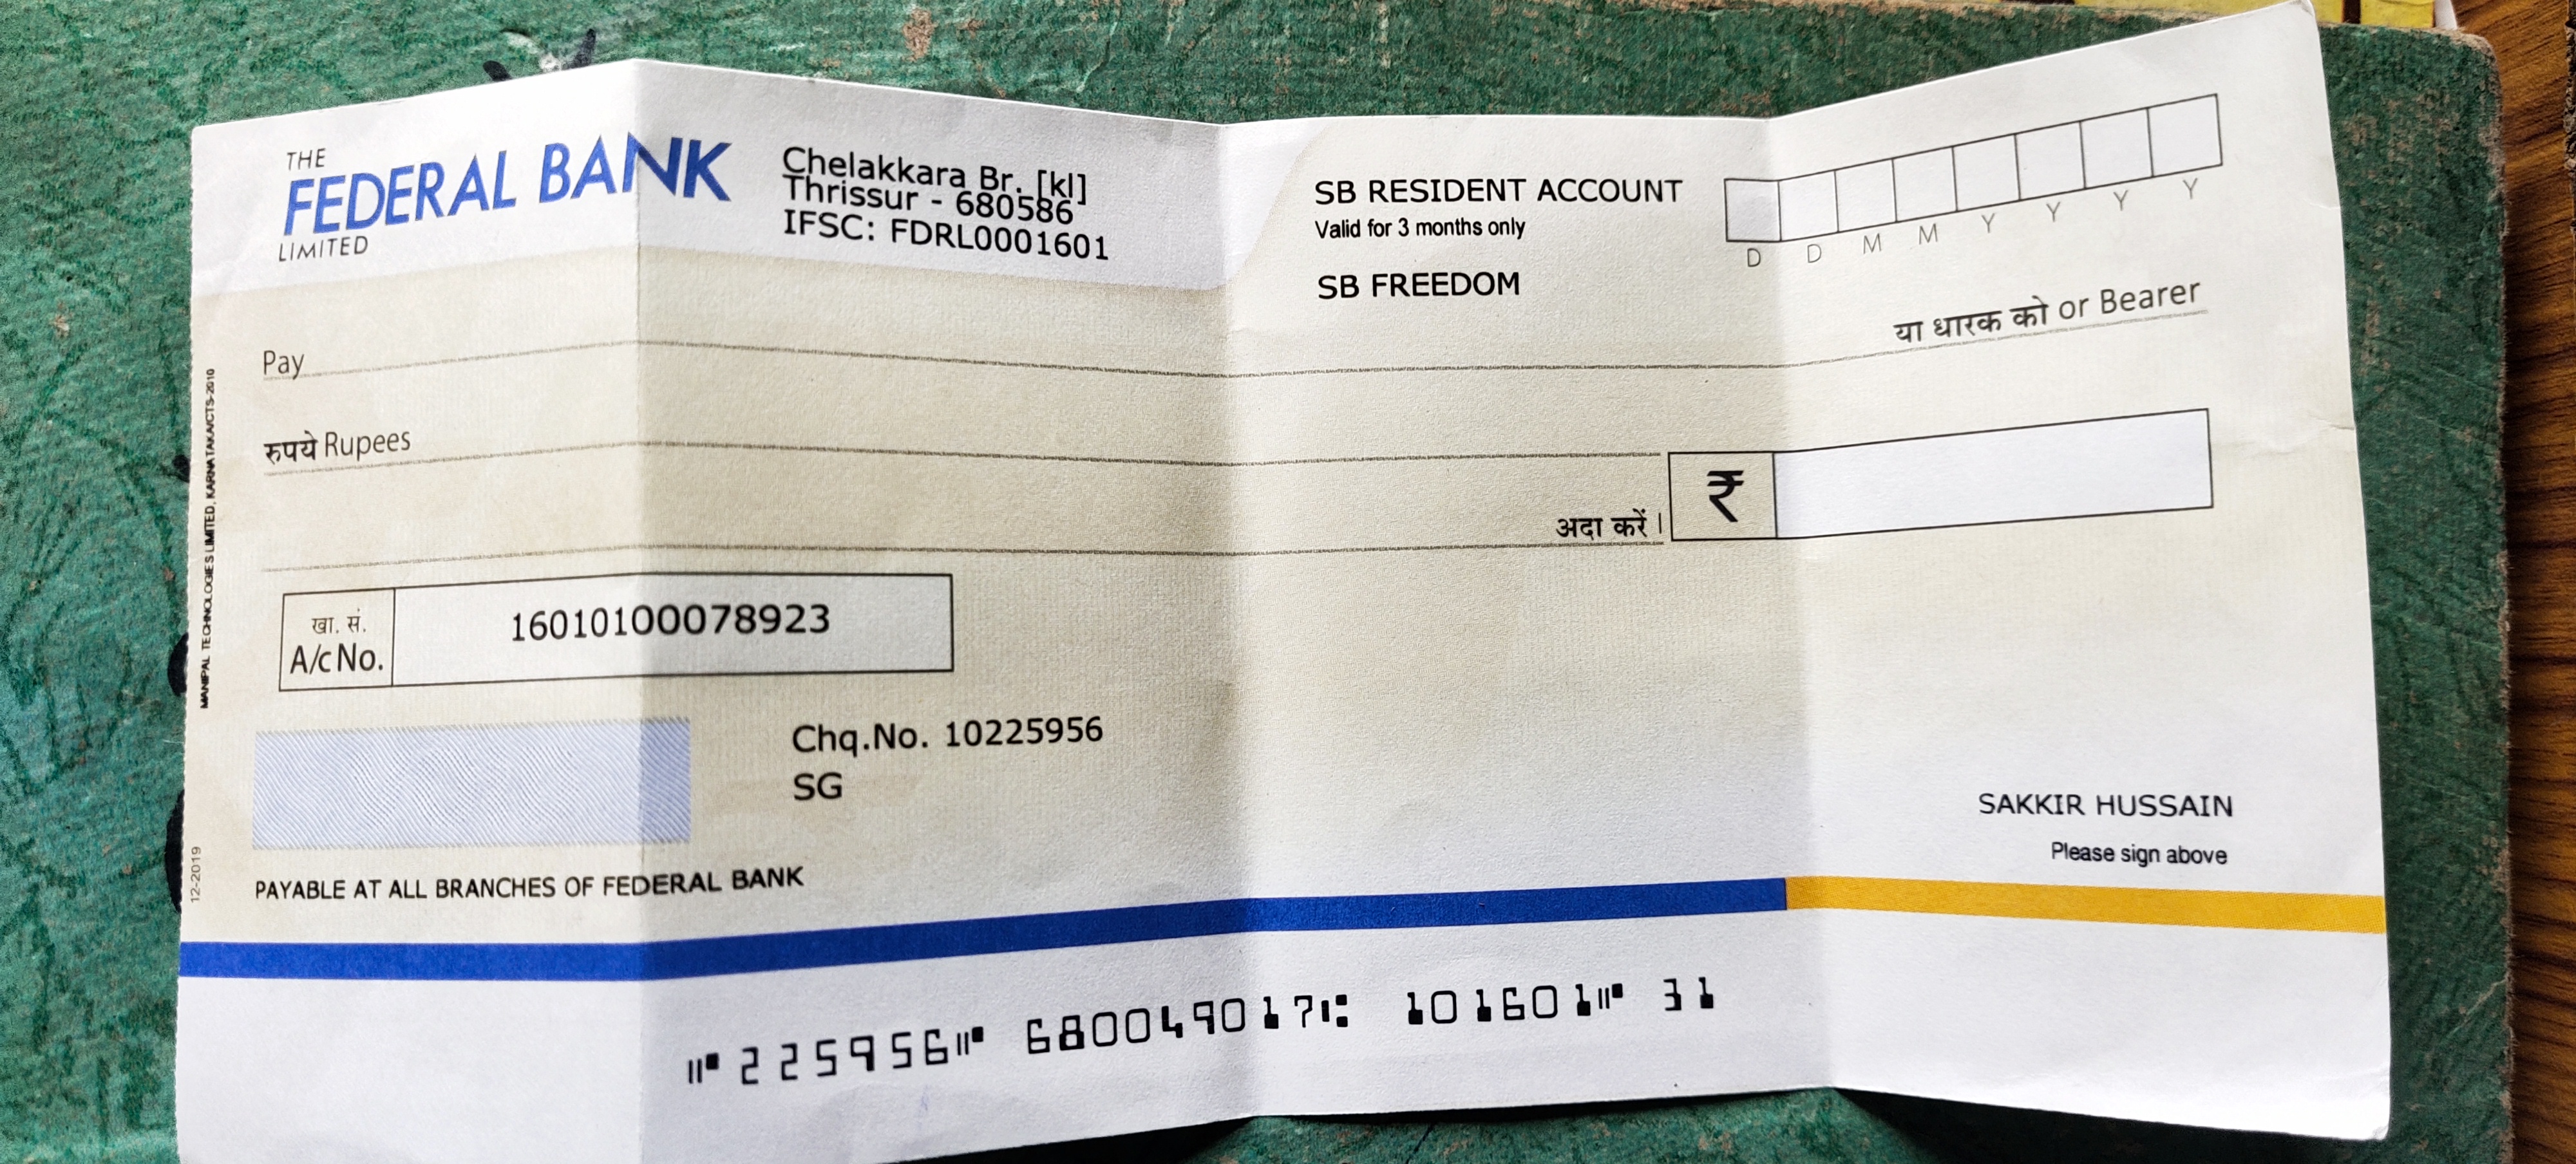 THE
FEDERAL BANK
LIMITED
Chelakkara Br. [kl]
Thrissur - 680586
IFSC: FDRL0001601
SB RESIDENT ACCOUNT
Valid for 3 months only
SB FREEDOM
D D M M Y Y Y Y
Pay
या धारक को or Bearer
रुपये Rupees
अदा करें।
₹
खा. सं.
A/c No.
16010100078923
Chq.No. 10225956
SG
MANIPAL TECHNOLOGIES LIMITED, KARNATAKA/CTS-2010
12-2019
PAYABLE AT ALL BRANCHES OF FEDERAL BANK
SAKKIR HUSSAIN
Please sign above
⑈225956⑈ 680049017⑆ 101601⑈ 31